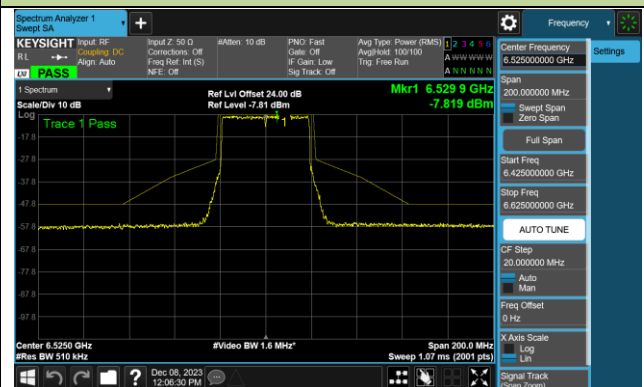 Spectrum Analyzer 1
Swept SA
Frequency
KEYSIGHT
Input: RF
Coupling: DC
Align: Auto
Input Z: 50 Ω
Corrections: Off
Freq Ref: Int (S)
NFE: Off
#Atten: 10 dB
PNO: Fast
Gate: Off
IF Gain: Low
Sig Track: Off
Avg Type: Power (RMS)
Avg|Hold: 100/100
Trig: Free Run
1 2 3 4 5 6
A W W W W W
A N N N N N
R L
LXI
PASS
1 Spectrum
Scale/Div 10 dB
Ref Lvl Offset 24.00 dB
Ref Level -7.81 dBm
Mkr1 6.529 9 GHz
-7.819 dBm
Log
Trace 1 Pass
-17.8
-27.8
-37.8
-47.8
-57.8
-67.8
-77.8
-87.8
-97.8
Center 6.5250 GHz
#Video BW 1.6 MHz*
Span 200.0 MHz
#Res BW 510 kHz
Sweep 1.07 ms (2001 pts)
Dec 08, 2023
12:06:30 PM
Center Frequency
6.525000000 GHz
Settings
Span
200.000000 MHz
Swept Span
Zero Span
Full Span
Start Freq
6.425000000 GHz
Stop Freq
6.625000000 GHz
AUTO TUNE
CF Step
20.000000 MHz
Auto
Man
Freq Offset
0 Hz
X Axis Scale
Log
Lin
Signal Track
(Span Zoom)